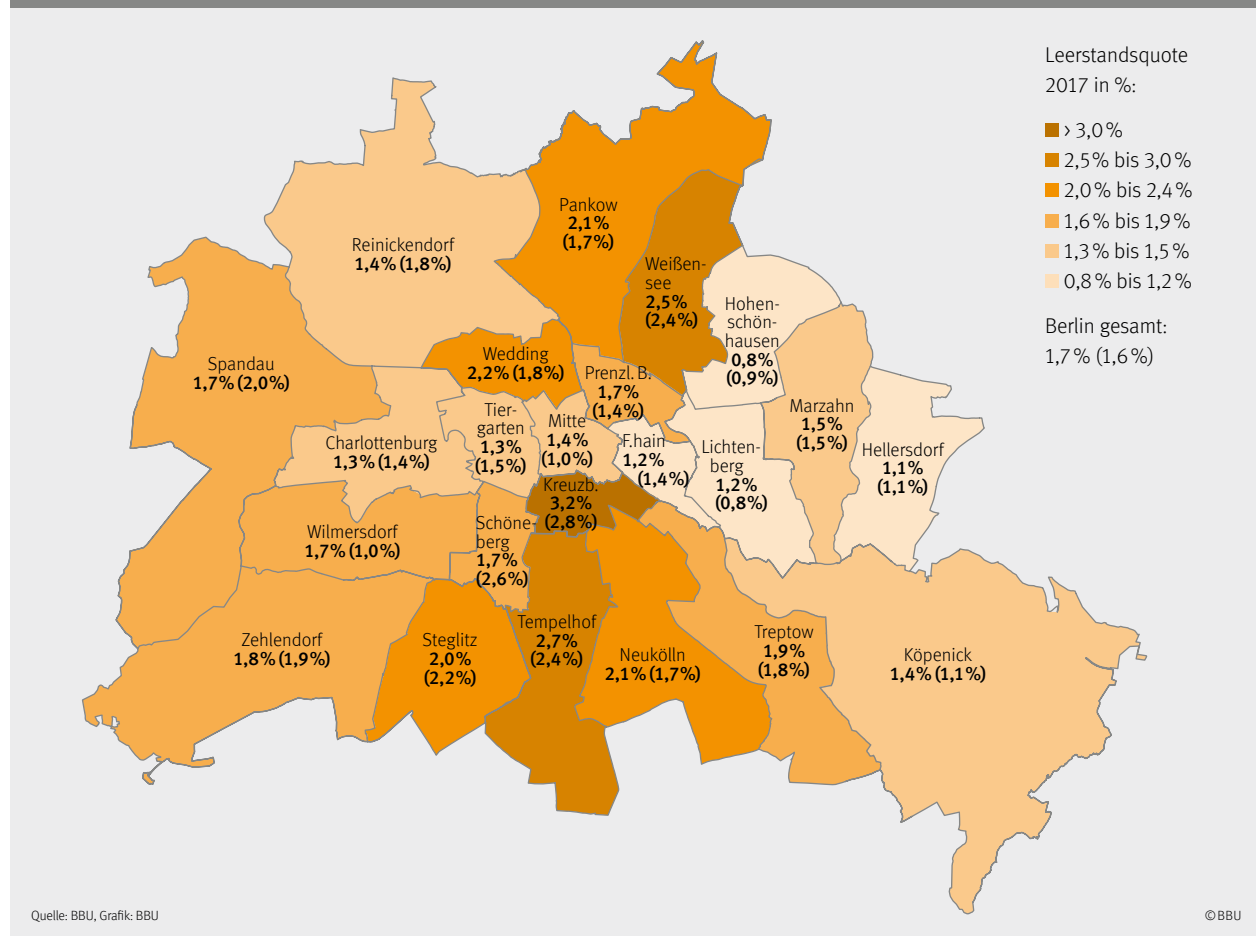 Leerstandsquote
2017 in %:
> 3,0 %
2,5 % bis 3,0 %
2,0 % bis 2,4 %
1,6 % bis 1,9 %
1,3 % bis 1,5 %
0,8 % bis 1,2 %
Berlin gesamt:
1,7 % (1,6 %)
Pankow
2,1 %
(1,7 %)
Reinickendorf
1,4 % (1,8 %)
Weißen-
see
2,5 %
(2,4 %)
Hohen-
schön-
hausen
0,8 %
(0,9 %)
Spandau
1,7 % (2,0 %)
Wedding
2,2 % (1,8 %)
Prenzl. B.
1,7 %
(1,4 %)
Marzahn
1,5 %
(1,5 %)
Tier-
garten
1,3 %
(1,5 %)
Mitte
1,4 %
(1,0 %)
Charlottenburg
1,3 % (1,4 %)
F.hain
1,2 %
(1,4 %)
Lichten-
berg
1,2 %
(0,8 %)
Hellersdorf
1,1 %
(1,1 %)
Kreuzb.
3,2 %
(2,8 %)
Wilmersdorf
1,7 % (1,0 %)
Schöne-
berg
1,7 %
(2,6 %)
Zehlendorf
1,8 % (1,9 %)
Steglitz
2,0 %
(2,2 %)
Tempelhof
2,7 %
(2,4 %)
Neukölln
2,1 % (1,7 %)
Treptow
1,9 %
(1,8 %)
Köpenick
1,4 % (1,1 %)
Quelle: BBU, Grafik: BBU
© BBU